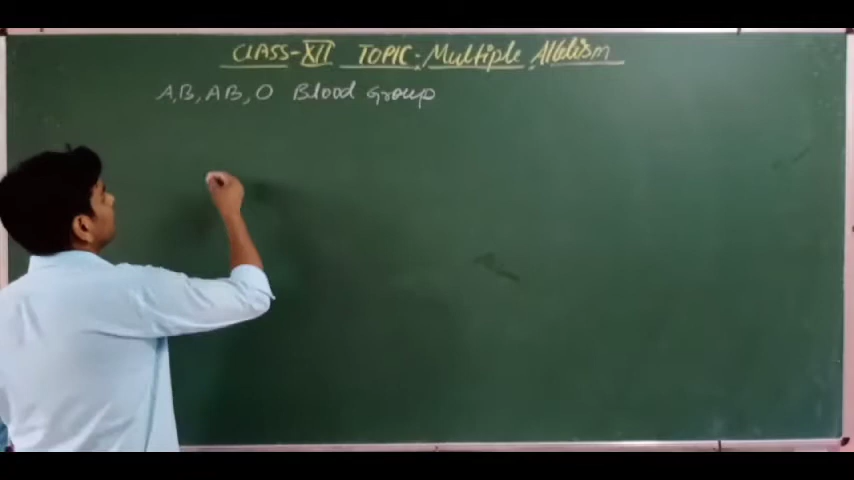 CLASS-XII TOPIC-Multiple Allelism
A,B, AB, O Blood Group